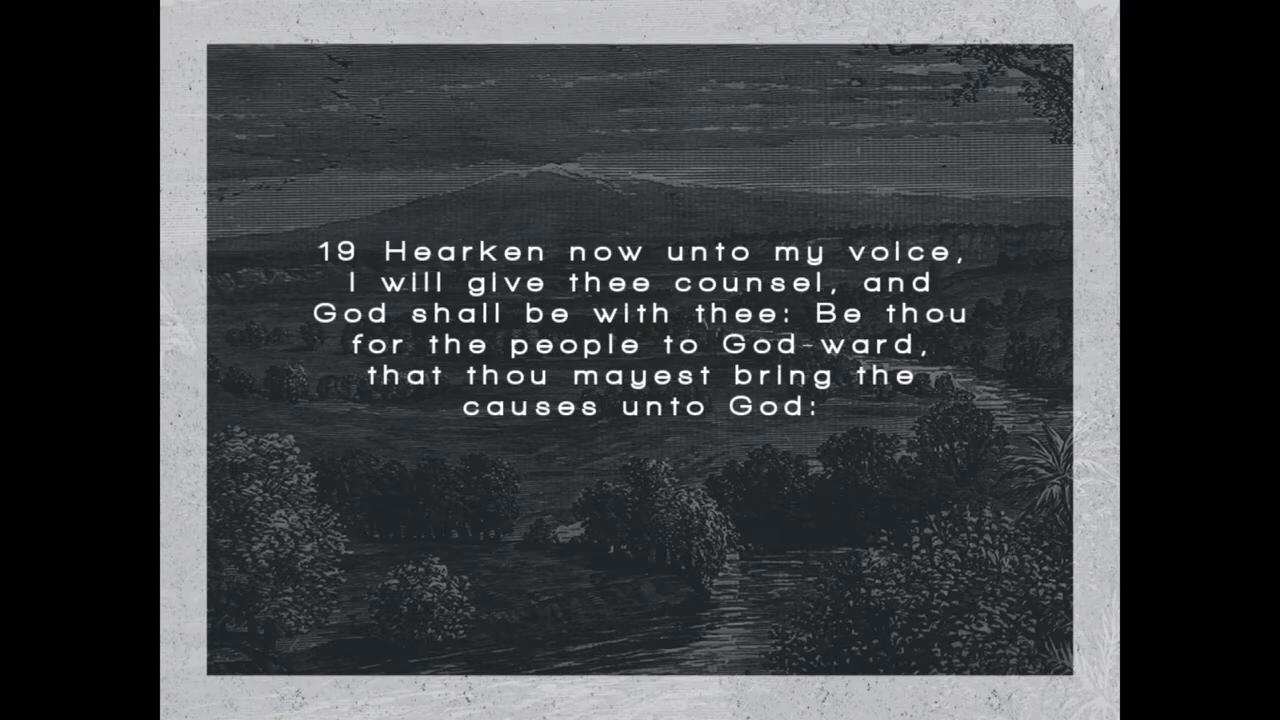 19 Hearken now unto my voice,
I will give thee counsel, and
God shall be with thee: Be thou
for the people to God-ward,
that thou mayest bring the
causes unto God: